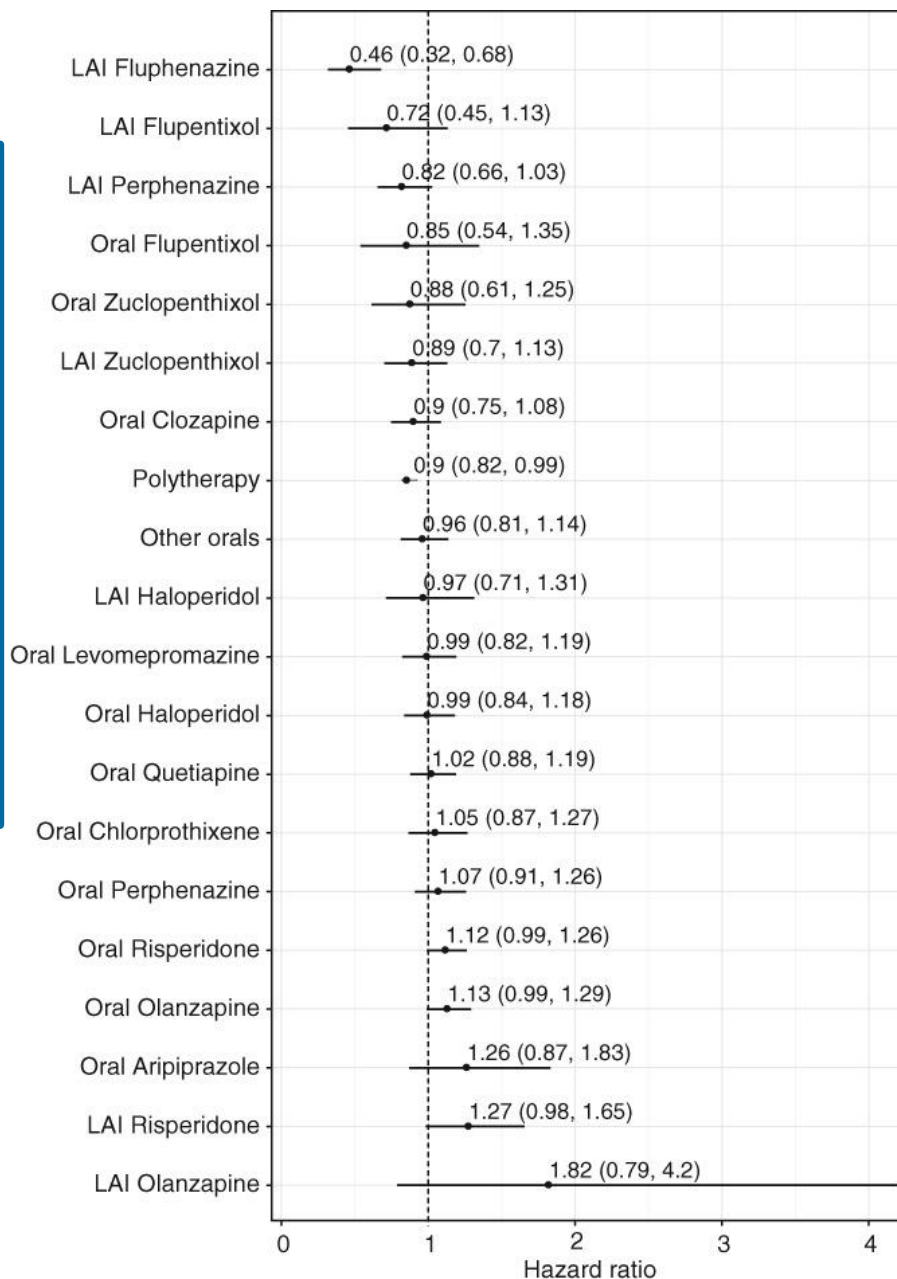 LAI Fluphenazine 0.46 (0.32, 0.68)
LAI Flupentixol 0.72 (0.45, 1.13)
LAI Perphenazine 0.82 (0.66, 1.03)
Oral Flupentixol 0.85 (0.54, 1.35)
Oral Zuclopenthixol 0.88 (0.61, 1.25)
LAI Zuclopenthixol 0.89 (0.7, 1.13)
Oral Clozapine 0.9 (0.75, 1.08)
Polytherapy 0.9 (0.82, 0.99)
Other orals 0.96 (0.81, 1.14)
LAI Haloperidol 0.97 (0.71, 1.31)
Oral Levomepromazine 0.99 (0.82, 1.19)
Oral Haloperidol 0.99 (0.84, 1.18)
Oral Quetiapine 1.02 (0.88, 1.19)
Oral Chlorprothixene 1.05 (0.87, 1.27)
Oral Perphenazine 1.07 (0.91, 1.26)
Oral Risperidone 1.12 (0.99, 1.26)
Oral Olanzapine 1.13 (0.99, 1.29)
Oral Aripiprazole 1.26 (0.87, 1.83)
LAI Risperidone 1.27 (0.98, 1.65)
LAI Olanzapine 1.82 (0.79, 4.2)
0 1 2 3 4
Hazard ratio